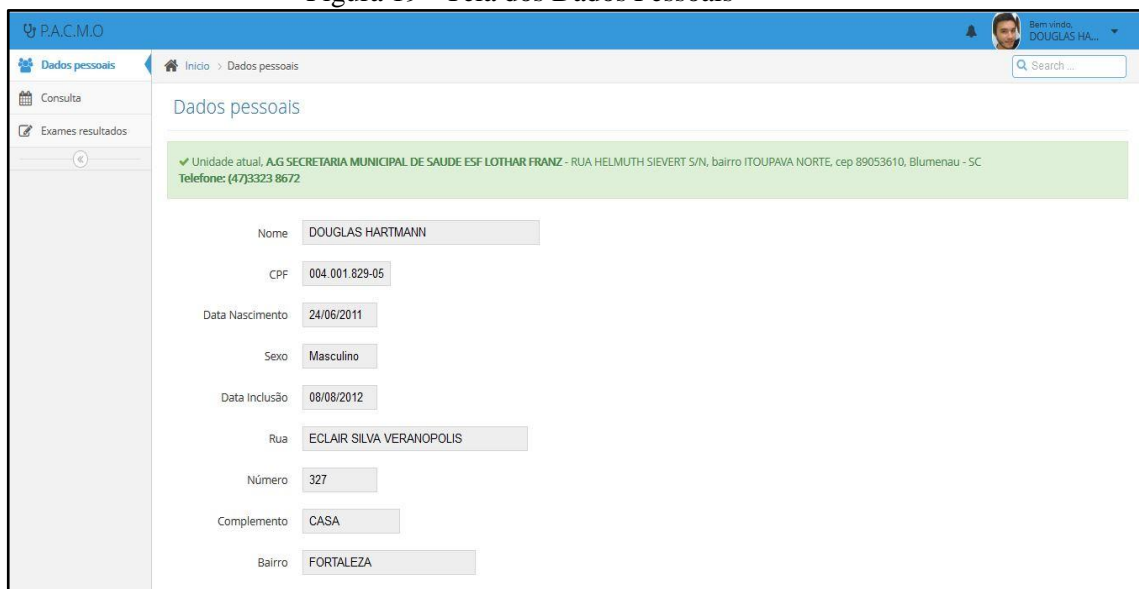 Figura 19 – Tela dos Dados Pessoais
P.A.C.M.O
Bem vindo,
DOUGLAS HA...
Dados pessoais
Inicio > Dados pessoais
Search ...
Consulta
Exames resultados
Dados pessoais
Unidade atual, A.G SECRETARIA MUNICIPAL DE SAUDE ESF LOTHAR FRANZ - RUA HELMUTH SIEVERT S/N, bairro ITOUPAVA NORTE, cep 89053610, Blumenau - SC
Telefone: (47)3323 8672
Nome DOUGLAS HARTMANN
CPF 004.001.829-05
Data Nascimento 24/06/2011
Sexo Masculino
Data Inclusão 08/08/2012
Rua ECLAIR SILVA VERANOPOLIS
Número 327
Complemento CASA
Bairro FORTALEZA